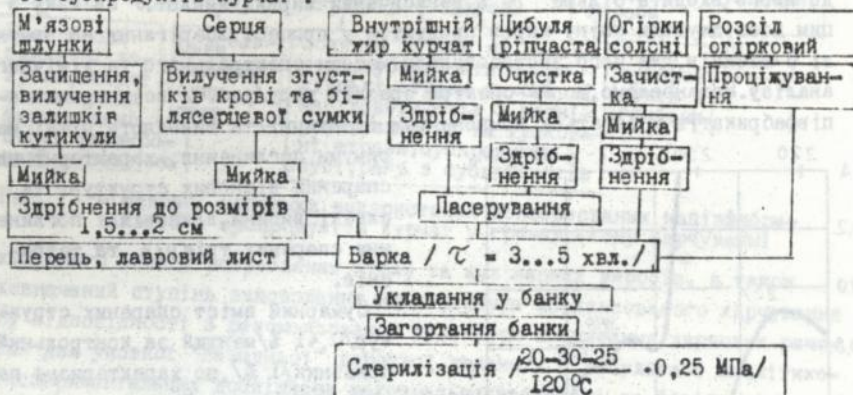 М'язові шлунки
Серця
Внутрішній жир курчат
Цибуля ріпчаста
Огірки солоні
Розсіл огірковий
Зачищення, вилучення залишків кутикули
Вилучення згустків крові та білясерцевої сумки
Мийка
Очистка
Зачистка
Проціжування
Здрібнення
Мийка
Мийка
Здрібнення
Здрібнення
Мийка
Мийка
Здрібнення до розмірів 1,5...2 см
Пасерування
Перець, лавровий лист
Варка / τ = 3...5 хвл./
Укладання у банку
Загортання банки
Стерилізація / 20-30-25 / 120 °С · 0,25 МПа/